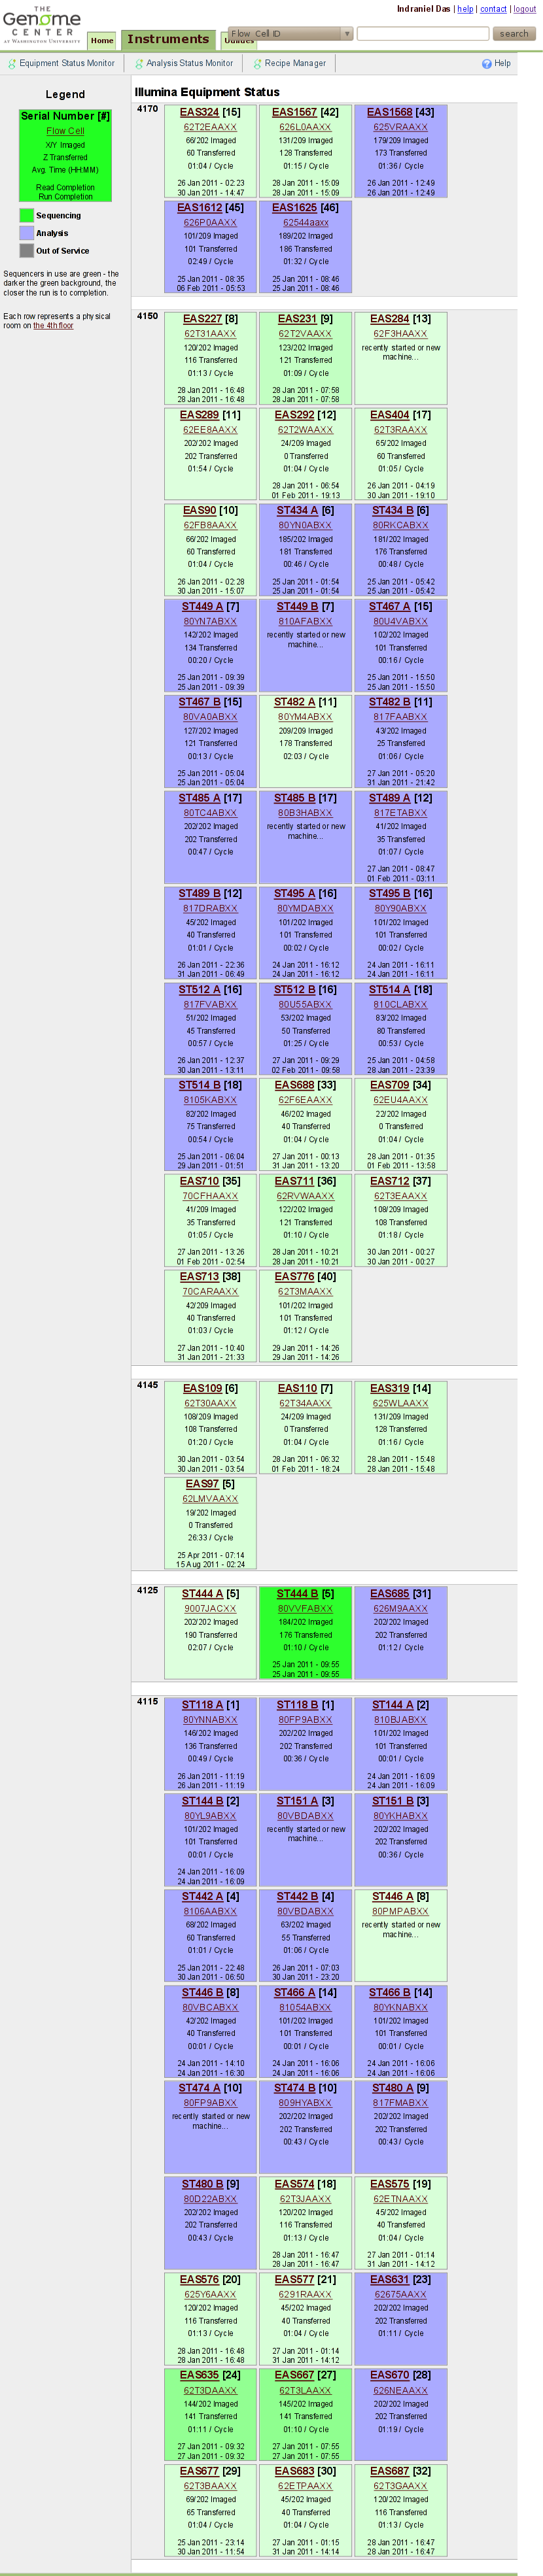 THE
GENOME
CENTER
AT WASHINGTON UNIVERSITY
Indraniel Das | help | contact | logout
Home
Instruments
Utilities
Flow Cell ID
search
Equipment Status Monitor
Analysis Status Monitor
Recipe Manager
Help
Legend
Serial Number [#]
Flow Cell
X/Y Imaged
Z Transferred
Avg. Time (HH:MM)
Read Completion
Run Completion
Sequencing
Analysis
Out of Service
Sequencers in use are green - the
darker the green background, the
closer the run is to completion.
Each row represents a physical
room on the 4th floor
Illumina Equipment Status
4170
EAS324 [15]
62T2EAAXX
66/202 Imaged
60 Transferred
01:04 / Cycle
26 Jan 2011 - 02:23
30 Jan 2011 - 14:47
EAS1567 [42]
626L0AAXX
131/209 Imaged
128 Transferred
01:15 / Cycle
28 Jan 2011 - 15:09
28 Jan 2011 - 15:09
EAS1568 [43]
625VRAAXX
179/209 Imaged
173 Transferred
01:36 / Cycle
26 Jan 2011 - 12:49
26 Jan 2011 - 12:49
EAS1612 [45]
626P0AAXX
101/209 Imaged
101 Transferred
02:49 / Cycle
25 Jan 2011 - 08:35
06 Feb 2011 - 05:53
EAS1625 [46]
62544aaxx
189/202 Imaged
186 Transferred
01:32 / Cycle
25 Jan 2011 - 08:46
25 Jan 2011 - 08:46
4150
EAS227 [8]
62T31AAXX
120/202 Imaged
116 Transferred
01:13 / Cycle
28 Jan 2011 - 16:48
28 Jan 2011 - 16:48
EAS231 [9]
62T2VAAXX
123/202 Imaged
121 Transferred
01:09 / Cycle
28 Jan 2011 - 07:58
28 Jan 2011 - 07:58
EAS284 [13]
62F3HAAXX
recently started or new
machine...
EAS289 [11]
62EE8AAXX
202/202 Imaged
202 Transferred
01:54 / Cycle
EAS292 [12]
62T2WAAXX
24/209 Imaged
0 Transferred
01:04 / Cycle
28 Jan 2011 - 06:54
01 Feb 2011 - 19:13
EAS404 [17]
62T3RAAXX
65/202 Imaged
60 Transferred
01:05 / Cycle
26 Jan 2011 - 04:19
30 Jan 2011 - 19:10
EAS90 [10]
62FB8AAXX
66/202 Imaged
60 Transferred
01:04 / Cycle
26 Jan 2011 - 02:28
30 Jan 2011 - 15:07
ST434 A [6]
80YN0ABXX
185/202 Imaged
181 Transferred
00:46 / Cycle
25 Jan 2011 - 01:54
25 Jan 2011 - 01:54
ST434 B [6]
80RKCABXX
181/202 Imaged
176 Transferred
00:48 / Cycle
25 Jan 2011 - 05:42
25 Jan 2011 - 05:42
ST449 A [7]
80YN7ABXX
142/202 Imaged
134 Transferred
00:20 / Cycle
25 Jan 2011 - 09:39
25 Jan 2011 - 09:39
ST449 B [7]
810AFABXX
recently started or new
machine...
ST467 A [15]
80U4VABXX
102/202 Imaged
101 Transferred
00:16 / Cycle
25 Jan 2011 - 15:50
25 Jan 2011 - 15:50
ST467 B [15]
80VA0ABXX
127/202 Imaged
121 Transferred
00:13 / Cycle
25 Jan 2011 - 05:04
25 Jan 2011 - 05:04
ST482 A [11]
80YM4ABXX
209/209 Imaged
178 Transferred
02:03 / Cycle
ST482 B [11]
817FAABXX
43/202 Imaged
25 Transferred
01:06 / Cycle
27 Jan 2011 - 05:20
31 Jan 2011 - 21:42
ST485 A [17]
80TC4ABXX
202/202 Imaged
202 Transferred
00:47 / Cycle
ST485 B [17]
80B3HABXX
recently started or new
machine...
ST489 A [12]
817ETABXX
41/202 Imaged
35 Transferred
01:07 / Cycle
27 Jan 2011 - 08:47
01 Feb 2011 - 03:11
ST489 B [12]
817DRABXX
45/202 Imaged
40 Transferred
01:01 / Cycle
26 Jan 2011 - 22:36
31 Jan 2011 - 06:49
ST495 A [16]
80YMDABXX
101/202 Imaged
101 Transferred
00:02 / Cycle
24 Jan 2011 - 16:12
24 Jan 2011 - 16:12
ST495 B [16]
80Y90ABXX
101/202 Imaged
101 Transferred
00:02 / Cycle
24 Jan 2011 - 16:11
24 Jan 2011 - 16:11
ST512 A [16]
817FVABXX
51/202 Imaged
45 Transferred
00:57 / Cycle
26 Jan 2011 - 12:37
30 Jan 2011 - 13:11
ST512 B [16]
80U55ABXX
53/202 Imaged
50 Transferred
01:25 / Cycle
27 Jan 2011 - 09:29
02 Feb 2011 - 09:58
ST514 A [18]
810CLABXX
83/202 Imaged
80 Transferred
00:53 / Cycle
25 Jan 2011 - 04:58
28 Jan 2011 - 23:39
ST514 B [18]
8105KABXX
82/202 Imaged
75 Transferred
00:54 / Cycle
25 Jan 2011 - 06:04
29 Jan 2011 - 01:51
EAS688 [33]
62F6EAAXX
46/202 Imaged
40 Transferred
01:04 / Cycle
27 Jan 2011 - 00:13
31 Jan 2011 - 13:20
EAS709 [34]
62EU4AAXX
22/202 Imaged
0 Transferred
01:04 / Cycle
28 Jan 2011 - 01:35
01 Feb 2011 - 13:58
EAS710 [35]
70CFHAAXX
41/209 Imaged
35 Transferred
01:05 / Cycle
27 Jan 2011 - 13:26
01 Feb 2011 - 02:54
EAS711 [36]
62RVWAAXX
122/202 Imaged
121 Transferred
01:10 / Cycle
28 Jan 2011 - 10:21
28 Jan 2011 - 10:21
EAS712 [37]
62T3EAAXX
108/209 Imaged
108 Transferred
01:18 / Cycle
30 Jan 2011 - 00:27
30 Jan 2011 - 00:27
EAS713 [38]
70CARAAXX
42/209 Imaged
40 Transferred
01:03 / Cycle
27 Jan 2011 - 10:40
31 Jan 2011 - 21:33
EAS776 [40]
62T3MAAXX
101/202 Imaged
101 Transferred
01:12 / Cycle
29 Jan 2011 - 14:26
29 Jan 2011 - 14:26
4145
EAS109 [6]
62T30AAXX
108/209 Imaged
108 Transferred
01:20 / Cycle
30 Jan 2011 - 03:54
30 Jan 2011 - 03:54
EAS110 [7]
62T34AAXX
24/209 Imaged
0 Transferred
01:04 / Cycle
28 Jan 2011 - 06:32
01 Feb 2011 - 18:24
EAS319 [14]
625WLAAXX
131/209 Imaged
128 Transferred
01:16 / Cycle
28 Jan 2011 - 15:48
28 Jan 2011 - 15:48
EAS97 [5]
62LMVAAXX
19/202 Imaged
0 Transferred
26:33 / Cycle
25 Apr 2011 - 07:14
15 Aug 2011 - 02:24
4125
ST444 A [5]
9007JACXX
202/202 Imaged
190 Transferred
02:07 / Cycle
ST444 B [5]
80VVFABXX
184/202 Imaged
176 Transferred
01:10 / Cycle
25 Jan 2011 - 09:55
25 Jan 2011 - 09:55
EAS685 [31]
626M9AAXX
202/202 Imaged
202 Transferred
01:12 / Cycle
4115
ST118 A [1]
80YNNABXX
146/202 Imaged
136 Transferred
00:49 / Cycle
26 Jan 2011 - 11:19
26 Jan 2011 - 11:19
ST118 B [1]
80FP9ABXX
202/202 Imaged
202 Transferred
00:36 / Cycle
ST144 A [2]
810BJABXX
101/202 Imaged
101 Transferred
00:01 / Cycle
24 Jan 2011 - 16:09
24 Jan 2011 - 16:09
ST144 B [2]
80YL9ABXX
101/202 Imaged
101 Transferred
00:01 / Cycle
24 Jan 2011 - 16:09
24 Jan 2011 - 16:09
ST151 A [3]
80VBDABXX
recently started or new
machine...
ST151 B [3]
80YKHABXX
202/202 Imaged
202 Transferred
00:36 / Cycle
ST442 A [4]
8106AABXX
68/202 Imaged
60 Transferred
01:01 / Cycle
25 Jan 2011 - 22:48
30 Jan 2011 - 06:50
ST442 B [4]
80VBDABXX
63/202 Imaged
55 Transferred
01:06 / Cycle
26 Jan 2011 - 07:03
30 Jan 2011 - 23:20
ST446 A [8]
80PMPABXX
recently started or new
machine...
ST446 B [8]
80VBCABXX
42/202 Imaged
40 Transferred
00:01 / Cycle
24 Jan 2011 - 14:10
24 Jan 2011 - 16:30
ST466 A [14]
81054ABXX
101/202 Imaged
101 Transferred
00:01 / Cycle
24 Jan 2011 - 16:06
24 Jan 2011 - 16:06
ST466 B [14]
80YKNABXX
101/202 Imaged
101 Transferred
00:01 / Cycle
24 Jan 2011 - 16:06
24 Jan 2011 - 16:06
ST474 A [10]
80FP9ABXX
recently started or new
machine...
ST474 B [10]
809HYABXX
202/202 Imaged
202 Transferred
00:43 / Cycle
ST480 A [9]
817FMABXX
202/202 Imaged
202 Transferred
00:43 / Cycle
ST480 B [9]
80D22ABXX
202/202 Imaged
202 Transferred
00:43 / Cycle
EAS574 [18]
62T3JAAXX
120/202 Imaged
116 Transferred
01:13 / Cycle
28 Jan 2011 - 16:47
28 Jan 2011 - 16:47
EAS575 [19]
62ETNAAXX
45/202 Imaged
40 Transferred
01:04 / Cycle
27 Jan 2011 - 01:14
31 Jan 2011 - 14:12
EAS576 [20]
625Y6AAXX
120/202 Imaged
116 Transferred
01:13 / Cycle
28 Jan 2011 - 16:48
28 Jan 2011 - 16:48
EAS577 [21]
6291RAAXX
45/202 Imaged
40 Transferred
01:04 / Cycle
27 Jan 2011 - 01:14
31 Jan 2011 - 14:12
EAS631 [23]
62675AAXX
202/202 Imaged
202 Transferred
01:11 / Cycle
EAS635 [24]
62T3DAAXX
144/202 Imaged
141 Transferred
01:11 / Cycle
27 Jan 2011 - 09:32
27 Jan 2011 - 09:32
EAS667 [27]
62T3LAAXX
145/202 Imaged
141 Transferred
01:10 / Cycle
27 Jan 2011 - 07:55
27 Jan 2011 - 07:55
EAS670 [28]
626NEAAXX
202/202 Imaged
202 Transferred
01:19 / Cycle
EAS677 [29]
62T3BAAXX
69/202 Imaged
65 Transferred
01:04 / Cycle
25 Jan 2011 - 23:14
30 Jan 2011 - 11:54
EAS683 [30]
62ETPAAXX
45/202 Imaged
40 Transferred
01:04 / Cycle
27 Jan 2011 - 01:15
31 Jan 2011 - 14:14
EAS687 [32]
62T3GAAXX
120/202 Imaged
116 Transferred
01:13 / Cycle
28 Jan 2011 - 16:47
28 Jan 2011 - 16:47